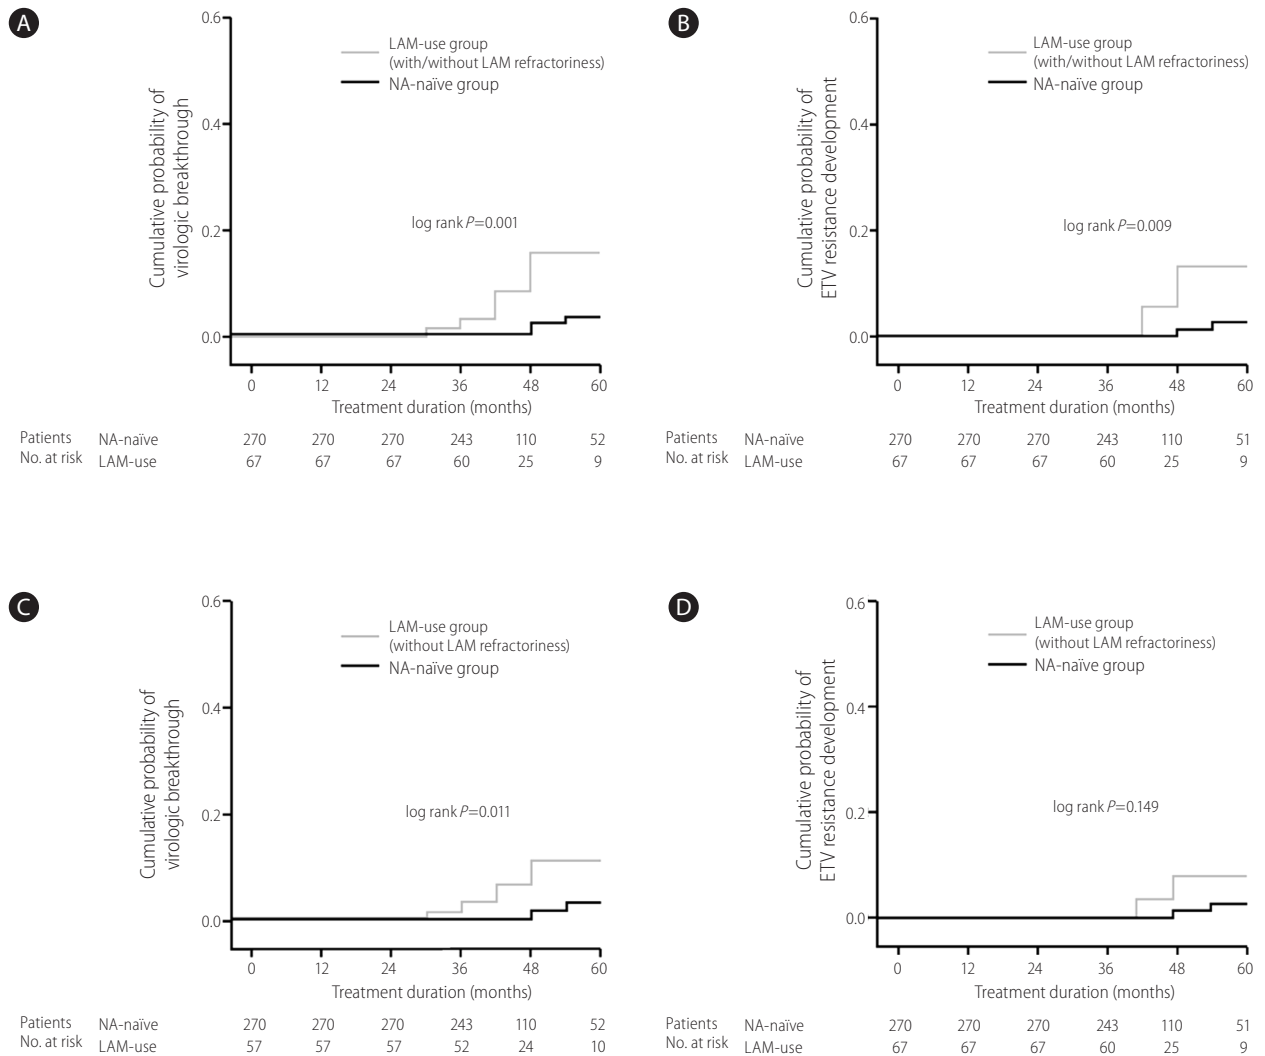 A
0.6
0.4
0.2
0.0
Cumulative probability of
virologic breakthrough
LAM-use group
(with/without LAM refractoriness)
NA-naïve group
log rank P=0.001
0 12 24 36 48 60
Treatment duration (months)
Patients
No. at risk
NA-naïve 270 270 270 243 110 52
LAM-use 67 67 67 60 25 9
B
0.6
0.4
0.2
0.0
Cumulative probability of
ETV resistance development
LAM-use group
(with/without LAM refractoriness)
NA-naïve group
log rank P=0.009
0 12 24 36 48 60
Treatment duration (months)
Patients
No. at risk
NA-naïve 270 270 270 243 110 51
LAM-use 67 67 67 60 25 9
C
0.6
0.4
0.2
0.0
Cumulative probability of
virologic breakthrough
LAM-use group
(without LAM refractoriness)
NA-naïve group
log rank P=0.011
0 12 24 36 48 60
Treatment duration (months)
Patients
No. at risk
NA-naïve 270 270 270 243 110 52
LAM-use 57 57 57 52 24 10
D
0.6
0.4
0.2
0.0
Cumulative probability of
ETV resistance development
LAM-use group
(without LAM refractoriness)
NA-naïve group
log rank P=0.149
0 12 24 36 48 60
Treatment duration (months)
Patients
No. at risk
NA-naïve 270 270 270 243 110 51
LAM-use 67 67 67 60 25 9